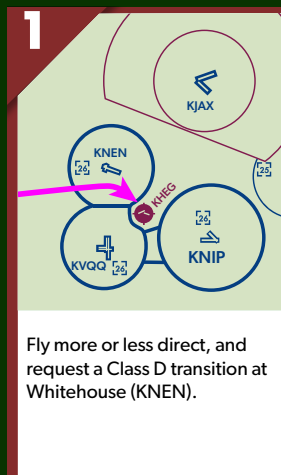 1
KJAX
KNEN
26
25
KHEG
26
KVQQ 26
KNIP
Fly more or less direct, and
request a Class D transition at
Whitehouse (KNEN).